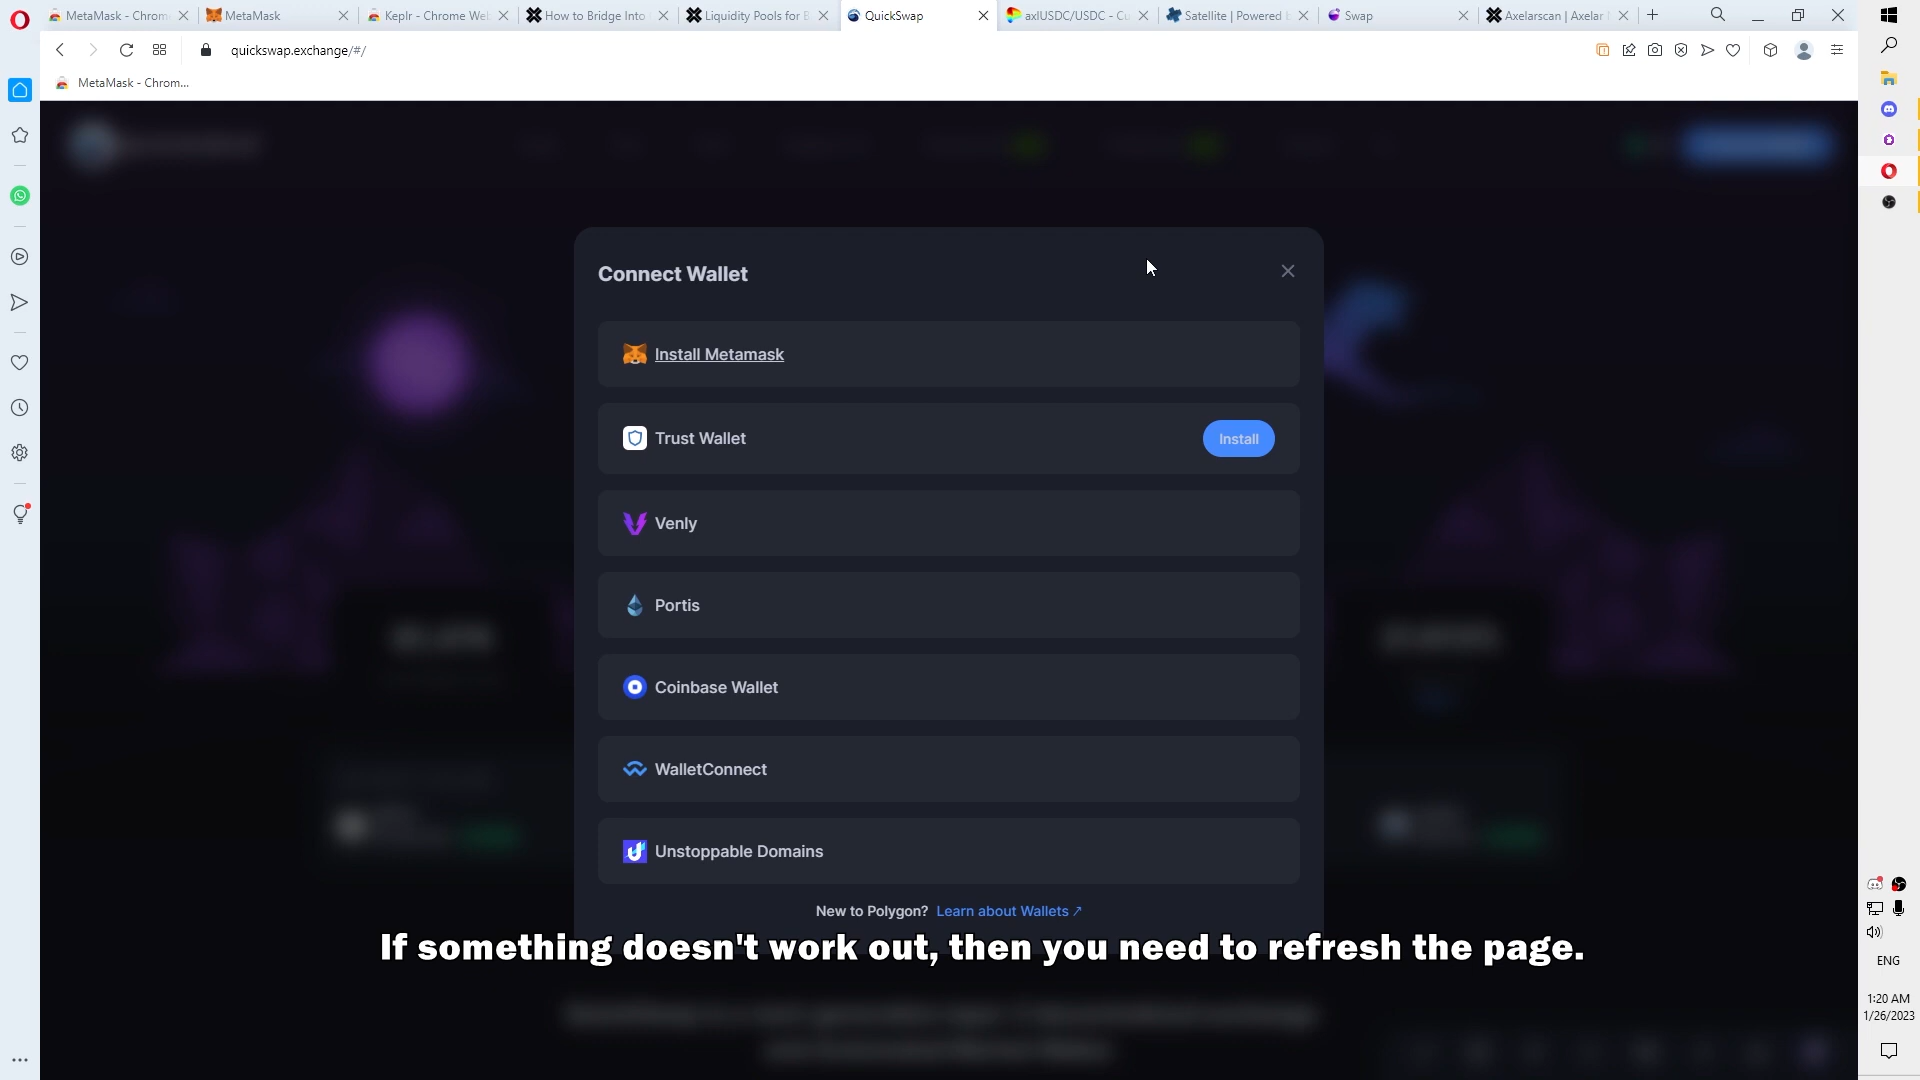 MetaMask - Chrom
MetaMask
Keplr - Chrome We
How to Bridge Into
Liquidity Pools for B
QuickSwap
axlUSDC/USDC - Cu
Satellite | Powered b
Swap
Axelarscan | Axelar
quickswap.exchange/#/
MetaMask - Chrom...
Connect Wallet
Install Metamask
Trust Wallet
Install
Venly
Portis
Coinbase Wallet
WalletConnect
Unstoppable Domains
New to Polygon? Learn about Wallets ↗
If something doesn't work out, then you need to refresh the page.
ENG
1:20 AM
1/26/2023